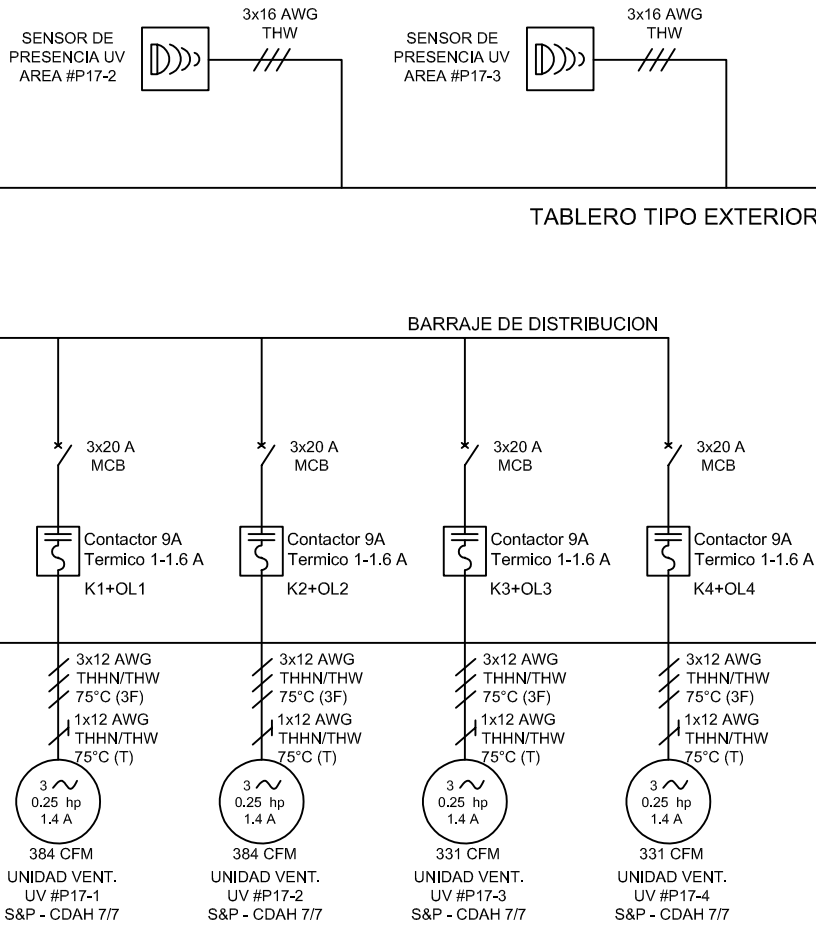 SENSOR DE
PRESENCIA UV
AREA #P17-2
3x16 AWG
THW
SENSOR DE
PRESENCIA UV
AREA #P17-3
3x16 AWG
THW
TABLERO TIPO EXTERIOR
BARRAJE DE DISTRIBUCION
3x20 A
MCB
3x20 A
MCB
3x20 A
MCB
3x20 A
MCB
Contactor 9A
Termico 1-1.6 A
K1+OL1
Contactor 9A
Termico 1-1.6 A
K2+OL2
Contactor 9A
Termico 1-1.6 A
K3+OL3
Contactor 9A
Termico 1-1.6 A
K4+OL4
3x12 AWG
THHN/THW
75°C (3F)
1x12 AWG
THHN/THW
75°C (T)
3x12 AWG
THHN/THW
75°C (3F)
1x12 AWG
THHN/THW
75°C (T)
3x12 AWG
THHN/THW
75°C (3F)
1x12 AWG
THHN/THW
75°C (T)
3x12 AWG
THHN/THW
75°C (3F)
1x12 AWG
THHN/THW
75°C (T)
3
0.25 hp
1.4 A
384 CFM
UNIDAD VENT.
UV #P17-1
S&P - CDAH 7/7
3
0.25 hp
1.4 A
384 CFM
UNIDAD VENT.
UV #P17-2
S&P - CDAH 7/7
3
0.25 hp
1.4 A
331 CFM
UNIDAD VENT.
UV #P17-3
S&P - CDAH 7/7
3
0.25 hp
1.4 A
331 CFM
UNIDAD VENT.
UV #P17-4
S&P - CDAH 7/7